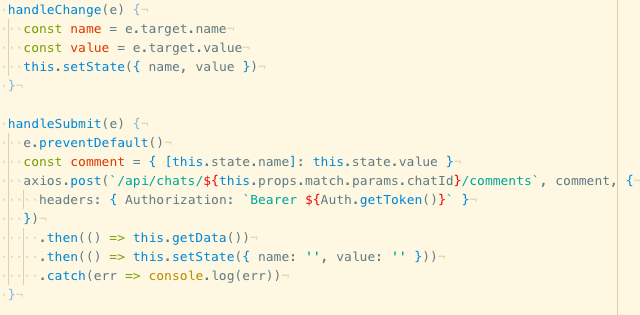 handleChange(e) {
const name = e.target.name
const value = e.target.value
this.setState({ name, value })
}
handleSubmit(e) {
e.preventDefault()
const comment = { [this.state.name]: this.state.value }
axios.post(`/api/chats/${this.props.match.params.chatId}/comments`, comment, {
headers: { Authorization: `Bearer ${Auth.getToken()}` }
})
.then(() => this.getData())
.then(() => this.setState({ name: '', value: '' }))
.catch(err => console.log(err))
}